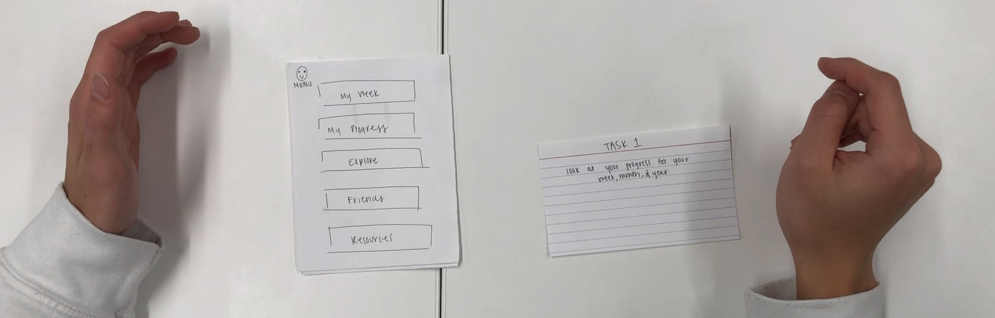 MENU
My Week
My Progress
Explore
Friends
Resources
TASK 1
look at your progress for your
week, month, & year